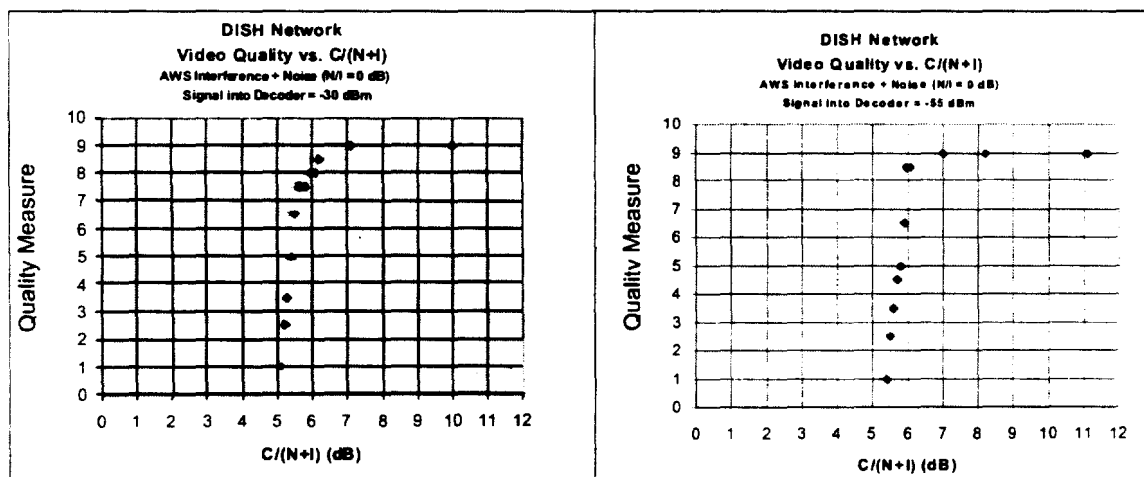 DISH Network
Video Quality vs. C/(N+I)
AWS Interference + Noise (N/I = 0 dB)
Signal into Decoder = -30 dBm
10
9
8
7
6
5
4
3
2
1
0
Quality Measure
0 1 2 3 4 5 6 7 8 9 10 11 12
C/(N+I) (dB)
DISH Network
Video Quality vs. C/(N+I)
AWS Interference + Noise (N/I = 0 dB)
Signal into Decoder = -55 dBm
10
9
8
7
6
5
4
3
2
1
0
Quality Measure
0 1 2 3 4 5 6 7 8 9 10 11 12
C/(N+I) (dB)